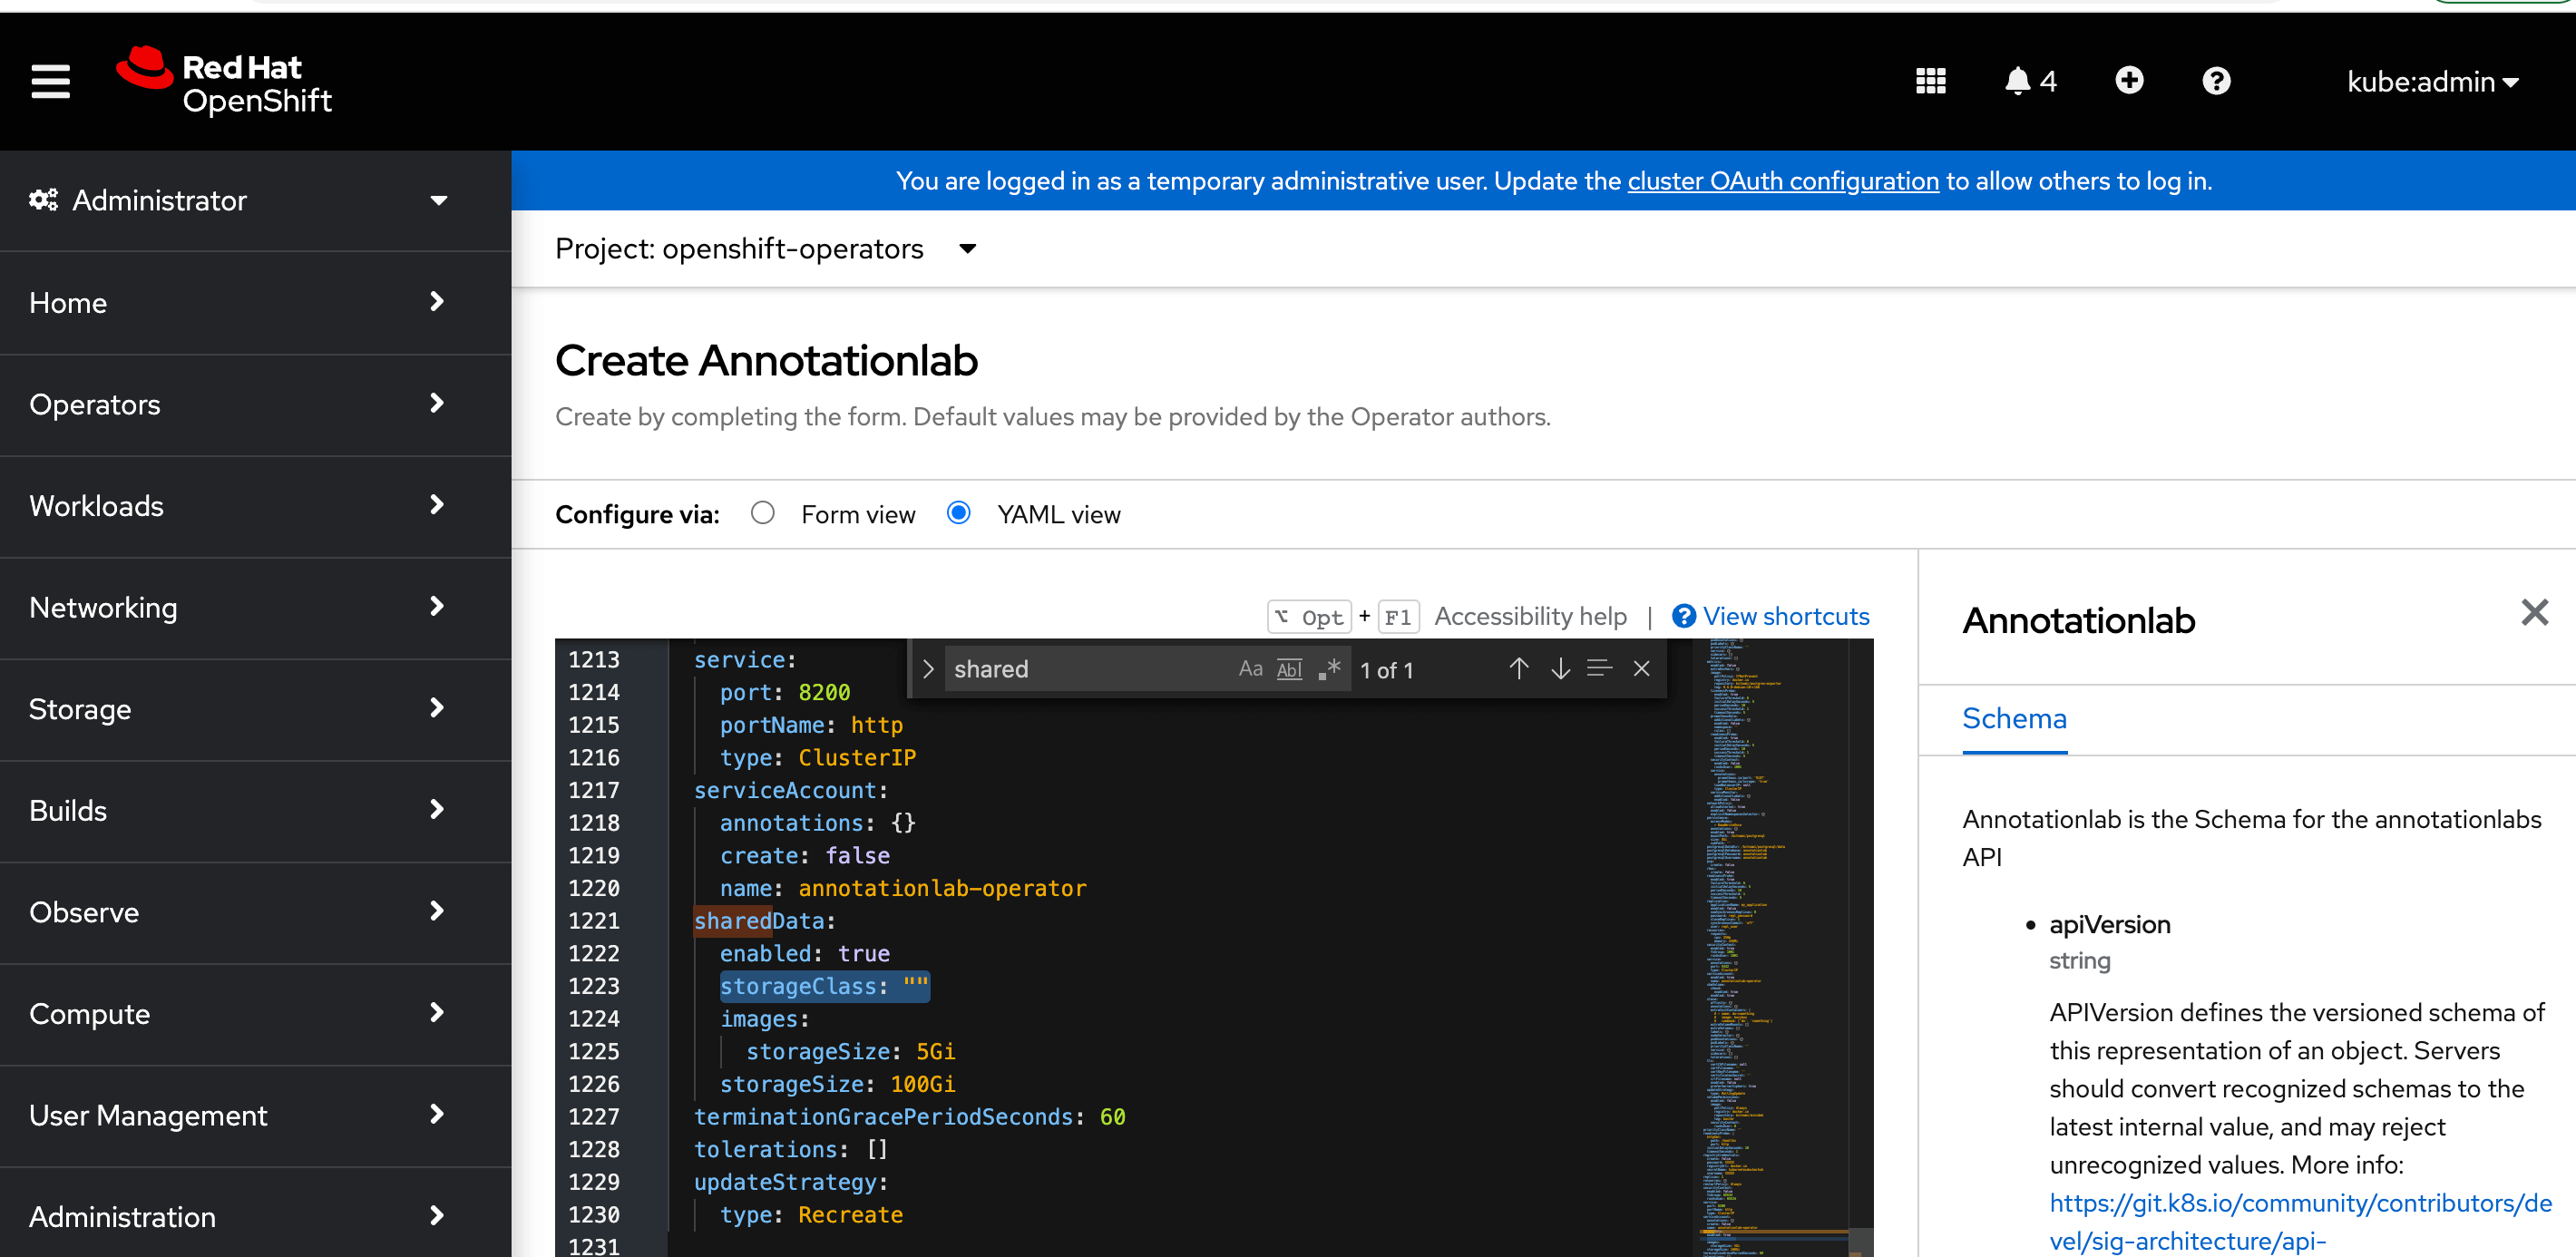 Red Hat
OpenShift
4
kube:admin
Administrator
Home
Operators
Workloads
Networking
Storage
Builds
Observe
Compute
User Management
Administration
You are logged in as a temporary administrative user. Update the cluster OAuth configuration to allow others to log in.
Project: openshift-operators
Create Annotationlab
Create by completing the form. Default values may be provided by the Operator authors.
Configure via: Form view YAML view
⌥ Opt + F1 Accessibility help | View shortcuts
shared Aa Abl .* 1 of 1
1213 service:
1214 port: 8200
1215 portName: http
1216 type: ClusterIP
1217 serviceAccount:
1218 annotations: {}
1219 create: false
1220 name: annotationlab-operator
1221 sharedData:
1222 enabled: true
1223 storageClass: ""
1224 images:
1225 storageSize: 5Gi
1226 storageSize: 100Gi
1227 terminationGracePeriodSeconds: 60
1228 tolerations: []
1229 updateStrategy:
1230 type: Recreate
1231
Annotationlab
Schema
Annotationlab is the Schema for the annotationlabs
API
• apiVersion
string
APIVersion defines the versioned schema of
this representation of an object. Servers
should convert recognized schemas to the
latest internal value, and may reject
unrecognized values. More info:
https://git.k8s.io/community/contributors/de
vel/sig-architecture/api-